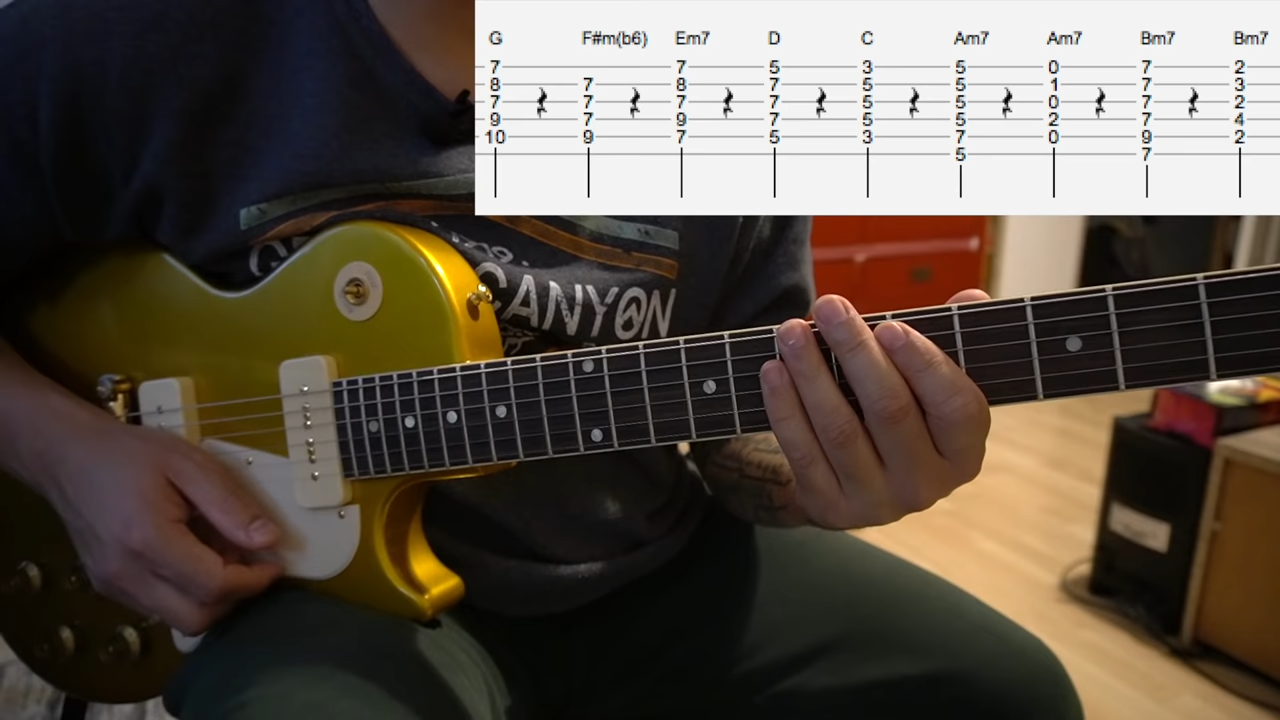 G F#m(b6) Em7 D C Am7 Am7 Bm7 Bm7
7 7 5 3 5 0 7 2
8 7 8 7 5 5 1 7 3
7 7 7 7 5 5 0 7 2
9 7 9 7 5 5 2 7 4
10 9 7 5 3 7 0 9 2
5 7
CANYON